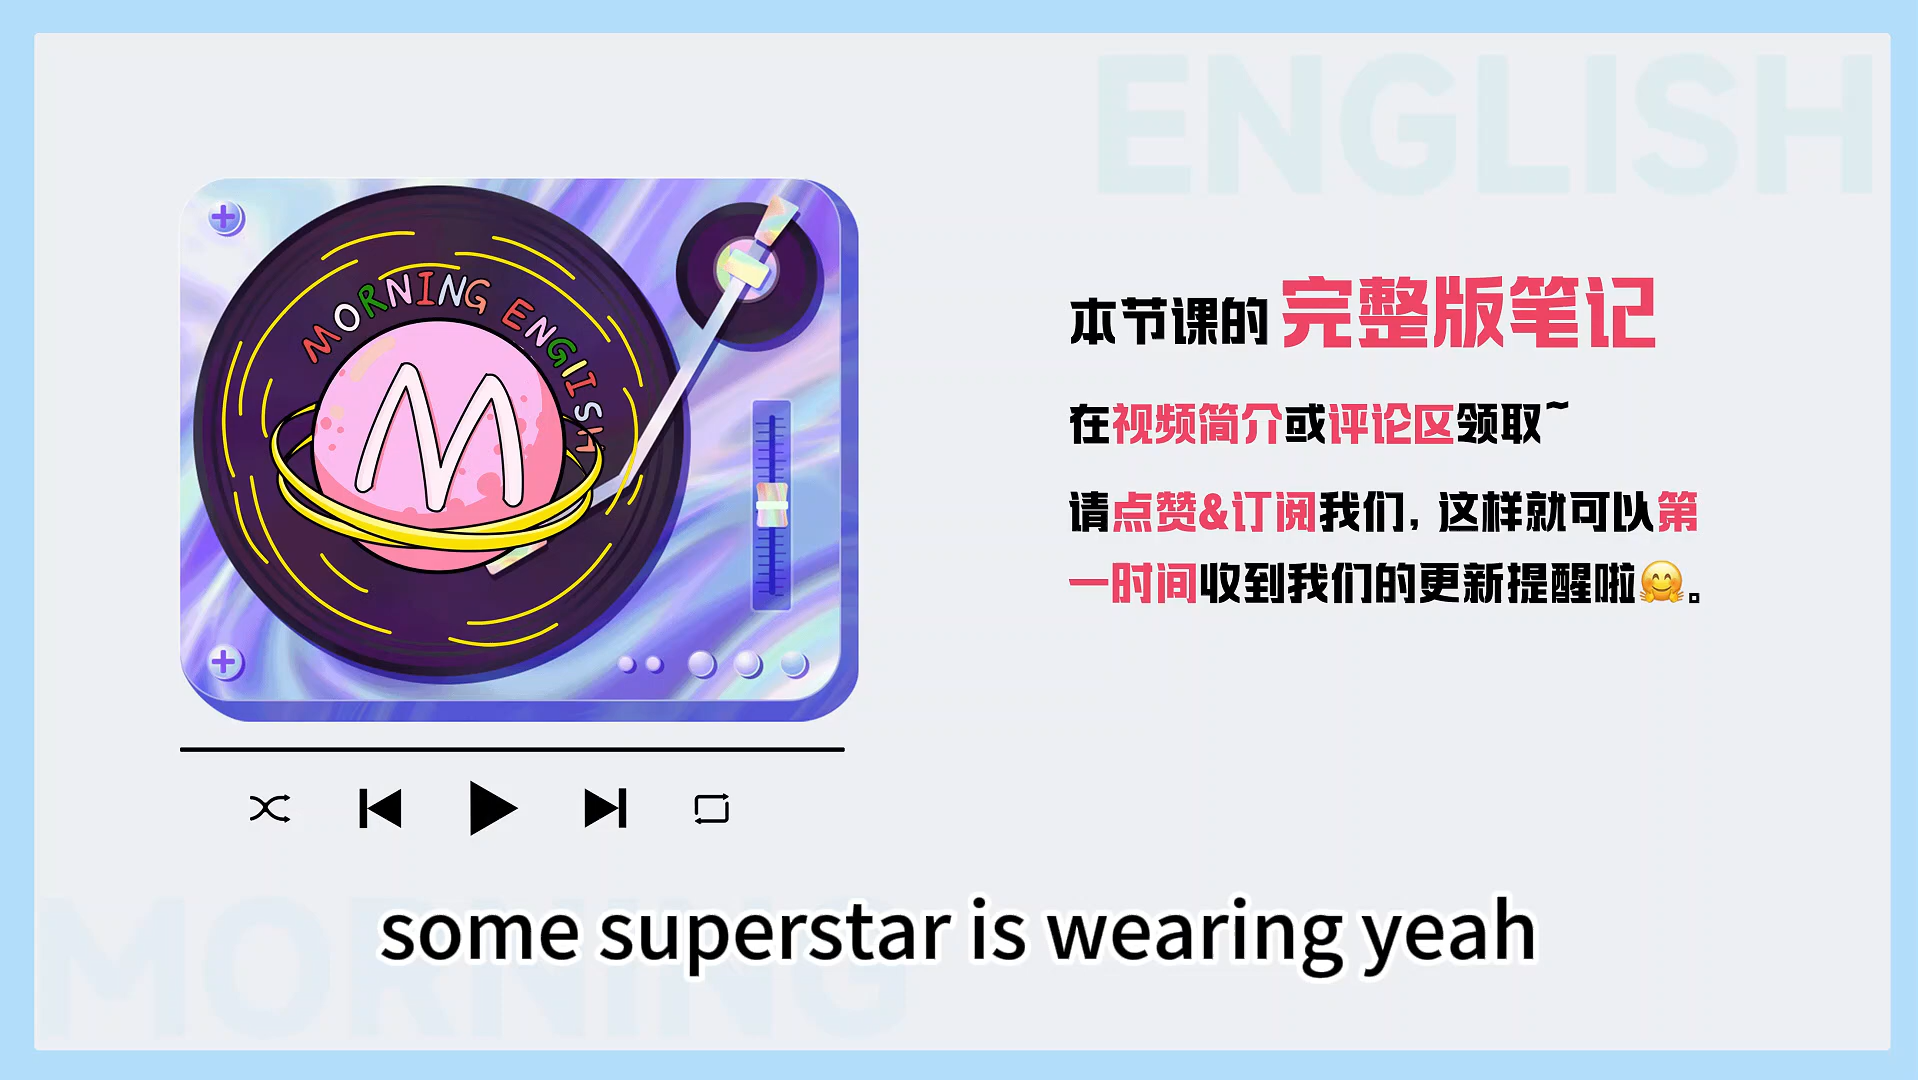 ENGLISH
MORNING ENGLISH
M
本节课的完整版笔记
在视频简介或评论区领取~
请点赞&订阅我们，这样就可以第
一时间收到我们的更新提醒啦🤗。
MORNING
some superstar is wearing yeah